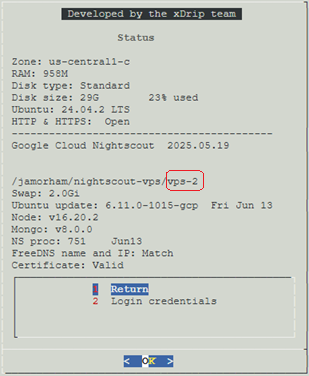 Developed by the xDrip team
Status
Zone: us-central1-c
RAM: 958M
Disk type: Standard
Disk size: 29G 23% used
Ubuntu: 24.04.2 LTS
HTTP & HTTPS: Open
-----------------------------------------
Google Cloud Nightscout 2025.05.19
/jamorham/nightscout-vps/vps-2
Swap: 2.0Gi
Ubuntu update: 6.11.0-1015-gcp Fri Jun 13
Node: v16.20.2
Mongo: v8.0.0
NS proc: 751 Jun13
FreeDNS name and IP: Match
Certificate: Valid
1 Return
2 Login credentials
< OK >